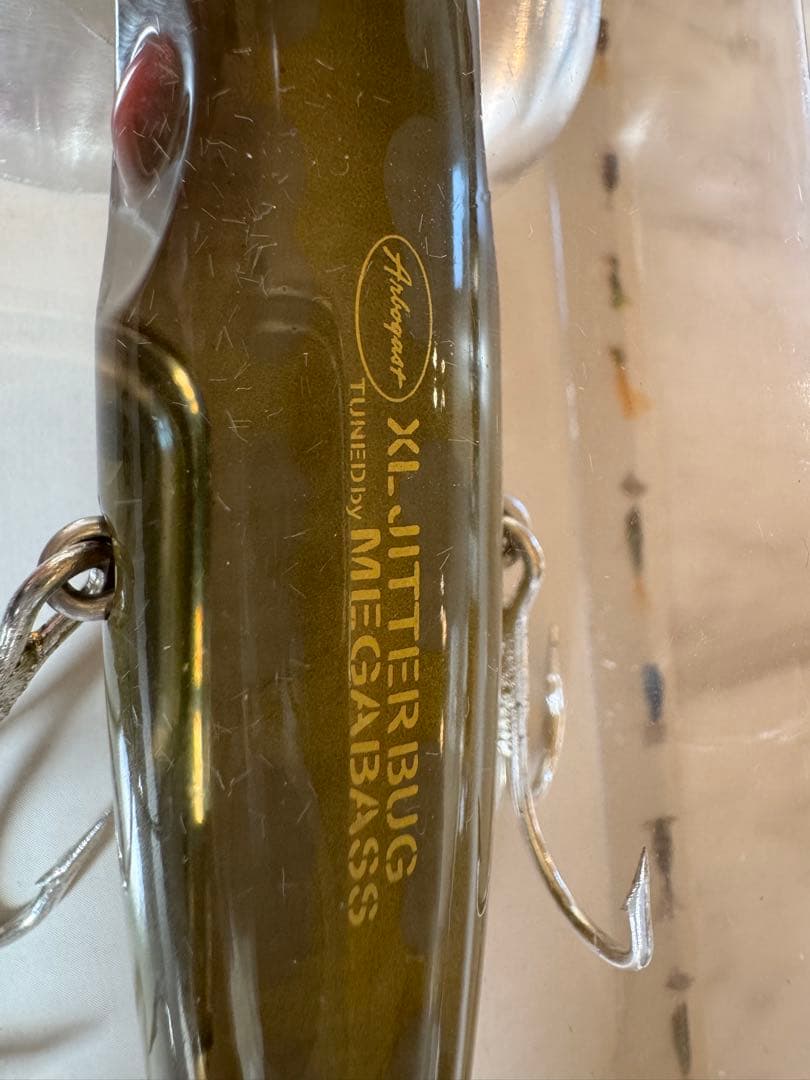 Arbogast
XL JITTERBUG
TUNED by MEGABASS